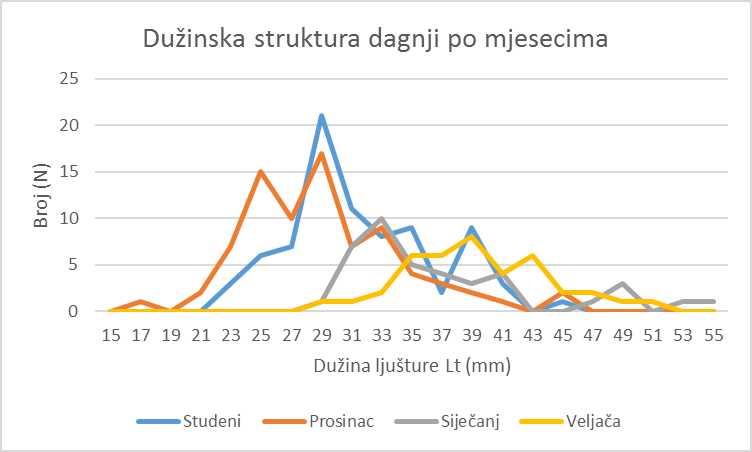 Dužinska struktura dagnji po mjesecima
Broj (N)
25
20
15
10
5
0
15 17 19 21 23 25 27 29 31 33 35 37 39 41 43 45 47 49 51 53 55
Dužina ljušture Lt (mm)
Studeni Prosinac Siječanj Veljača